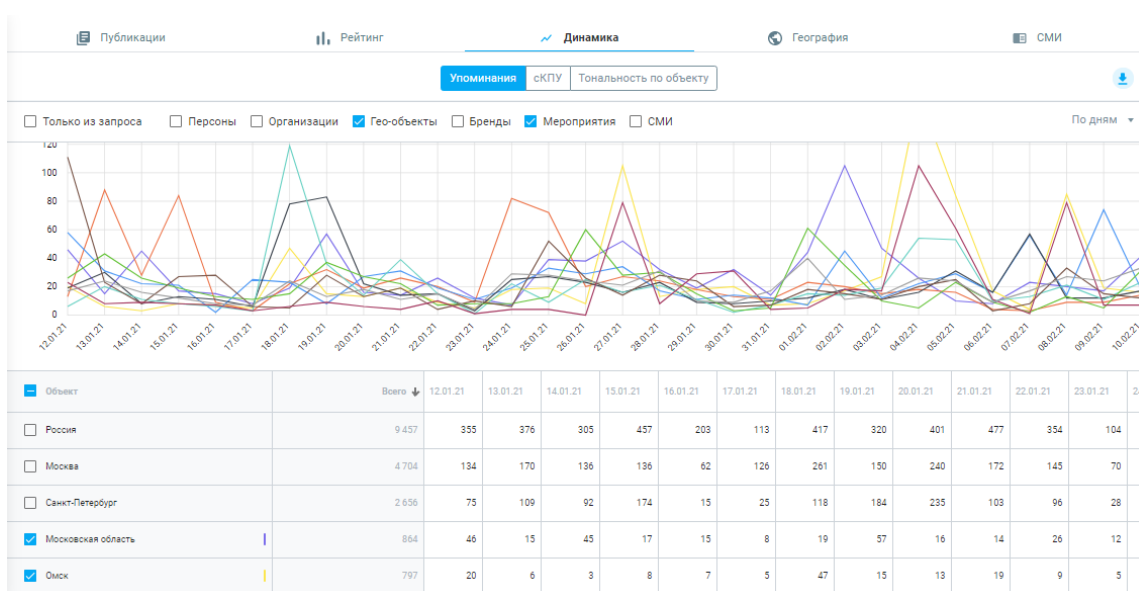 Публикации Рейтинг Динамика География СМИ
Упоминания сКПУ Тональность по объекту
Только из запроса Персоны Организации Гео-объекты Бренды Мероприятия СМИ По дням
120
100
80
60
40
20
0
12.01.21 13.01.21 14.01.21 15.01.21 16.01.21 17.01.21 18.01.21 19.01.21 20.01.21 21.01.21 22.01.21 23.01.21 24.01.21 25.01.21 26.01.21 27.01.21 28.01.21 29.01.21 30.01.21 31.01.21 01.02.21 02.02.21 03.02.21 04.02.21 05.02.21 06.02.21 07.02.21 08.02.21 09.02.21 10.02.21
Объект Всего 12.01.21 13.01.21 14.01.21 15.01.21 16.01.21 17.01.21 18.01.21 19.01.21 20.01.21 21.01.21 22.01.21 23.01.21
Россия 9 457 355 376 305 457 203 113 417 320 401 477 354 104
Москва 4 704 134 170 136 136 62 126 261 150 240 172 145 70
Санкт-Петербург 2 656 75 109 92 174 15 25 118 184 235 103 96 28
Московская область 864 46 15 45 17 15 8 19 57 16 14 26 12
Омск 797 20 6 3 8 7 5 47 15 13 19 9 5